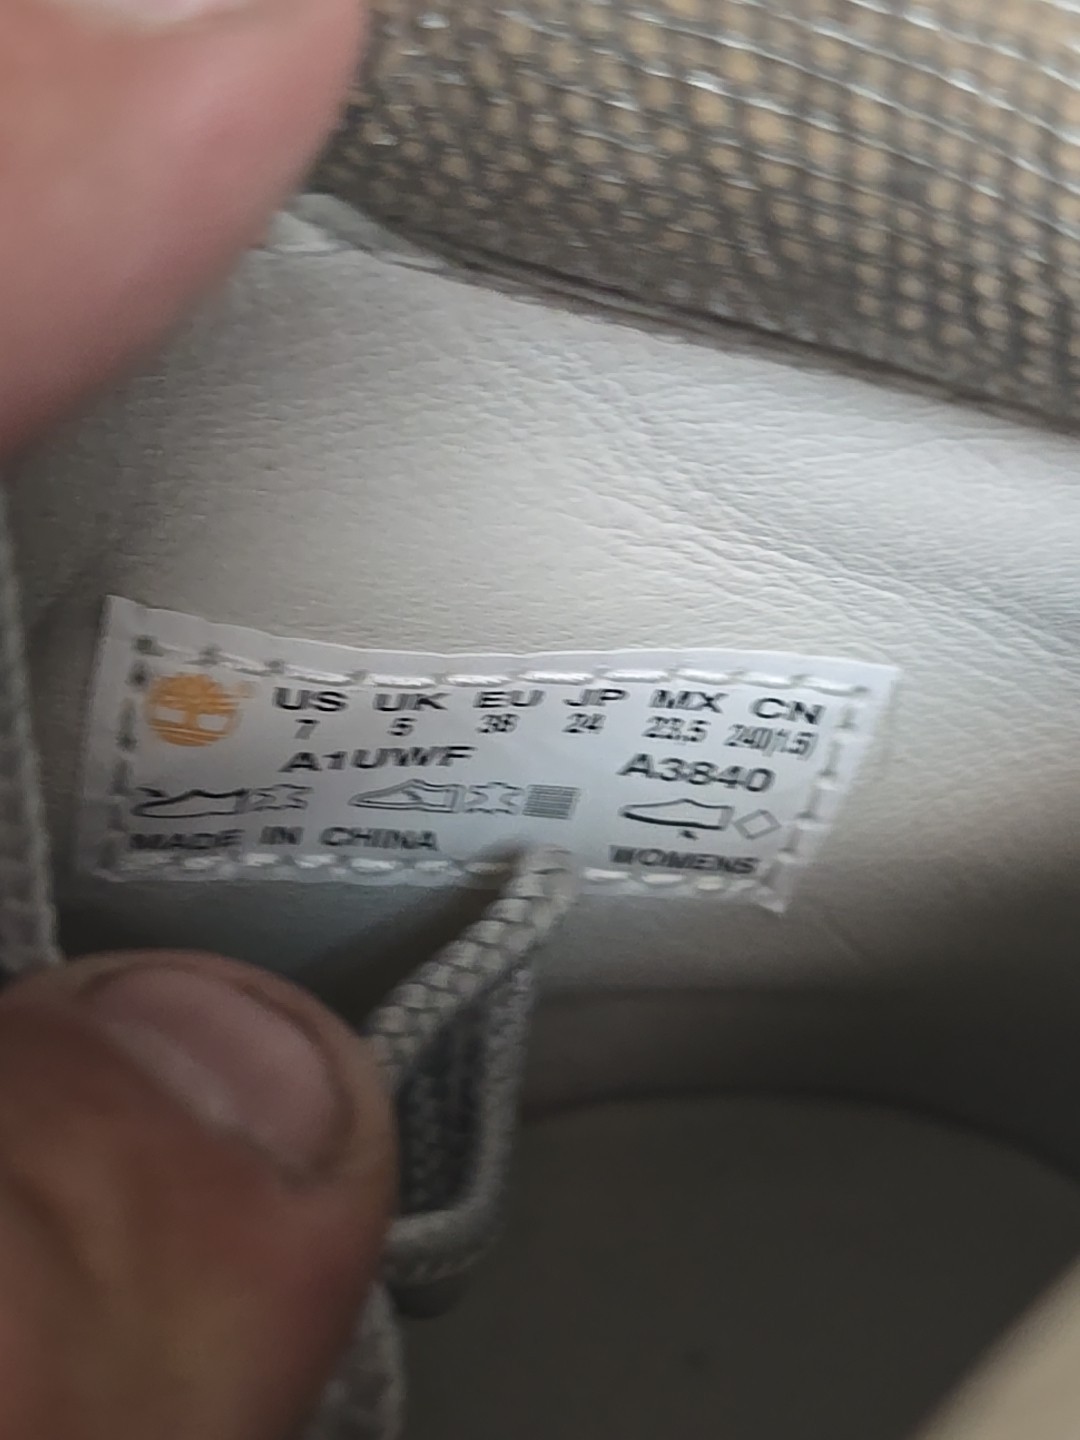 US UK EU JP MX CN
7 5 38 24 23.5 240(1.5)
A1UWF A3840
MADE IN CHINA WOMENS